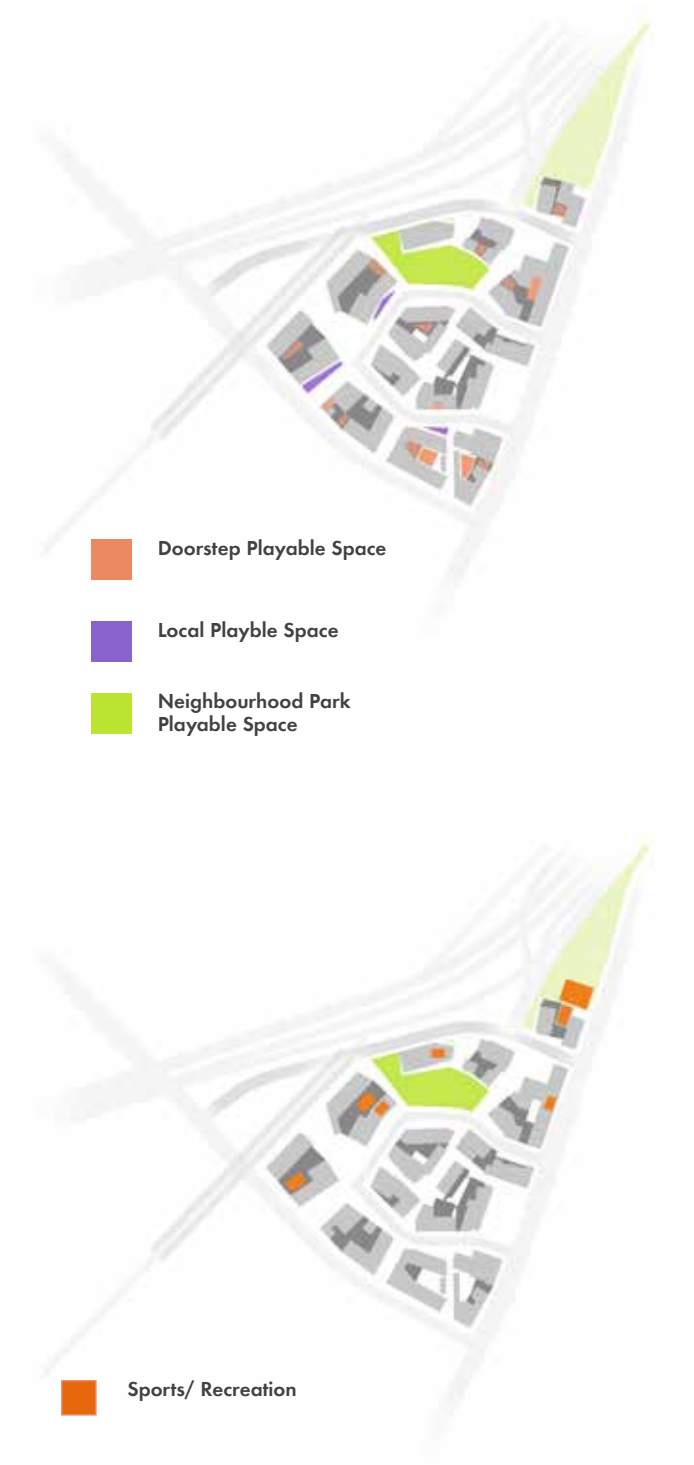 Doorstep Playable Space
Local Playble Space
Neighbourhood Park
Playable Space
Sports/ Recreation